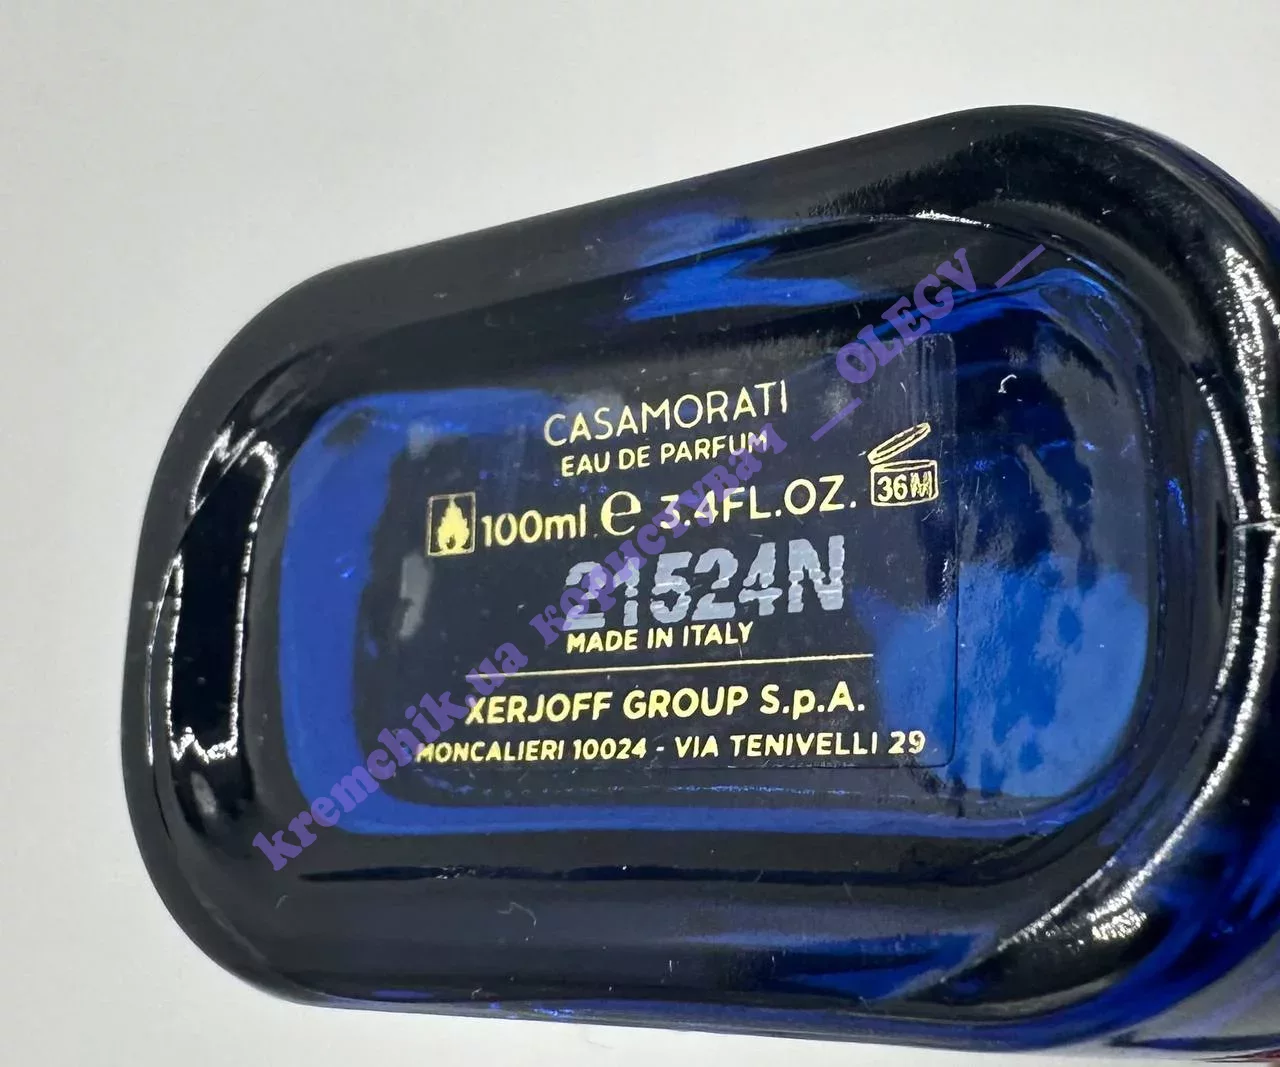 CASAMORATI
EAU DE PARFUM
100ml e 3.4FL.OZ. 36M
21524N
MADE IN ITALY
XERJOFF GROUP S.p.A.
MONCALIERI 10024 - VIA TENIVELLI 29
kremchik.ua користувач __OLEGV__